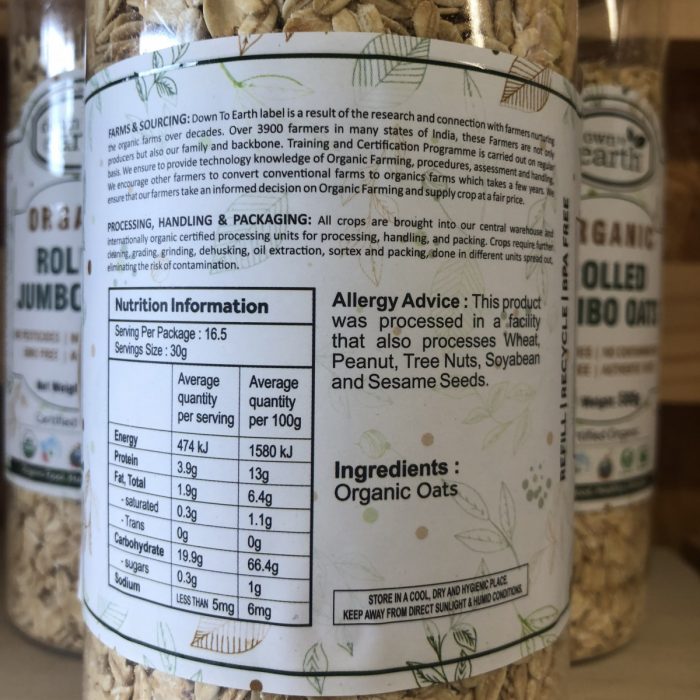 FARMS & SOURCING: Down To Earth label is a result of the research and connection with farmers nurturing
the organic farms over decades. Over 3900 farmers in many states of India, these Farmers are not only
producers but also our family and backbone. Training and Certification Programme is carried out on regular
basis. We ensure to provide technology knowledge of Organic Farming, procedures, assessment and handling.
We encourage other farmers to convert conventional farms to organics farms which takes a few years. We
ensure that our farmers take an informed decision on Organic Farming and supply crop at a fair price.
PROCESSING, HANDLING & PACKAGING: All crops are brought into our central warehouse and
internationally organic certified processing units for processing, handling, and packing. Crops require further
cleaning, grading, grinding, dehusking, oil extraction, sortex and packing, done in different units spread out,
eliminating the risk of contamination.
Nutrition Information
Serving Per Package : 16.5
Servings Size : 30g
Average quantity per serving
Average quantity per 100g
Energy 474 kJ 1580 kJ
Protein 3.9g 13g
Fat, Total 1.9g 6.4g
- saturated 0.3g 1.1g
- Trans 0g 0g
Carbohydrate 19.9g 66.4g
- sugars 0.3g 1g
Sodium LESS THAN 5mg 6mg
Allergy Advice : This product
was processed in a facility
that also processes Wheat,
Peanut, Tree Nuts, Soyabean
and Sesame Seeds.
Ingredients :
Organic Oats
STORE IN A COOL, DRY AND HYGIENIC PLACE.
KEEP AWAY FROM DIRECT SUNLIGHT & HUMID CONDITIONS.
REFILL | RECYCLE | BPA FREE
ORGA
ROL
JUMBO
earth
RGANIC
OLLED
MBO OATS